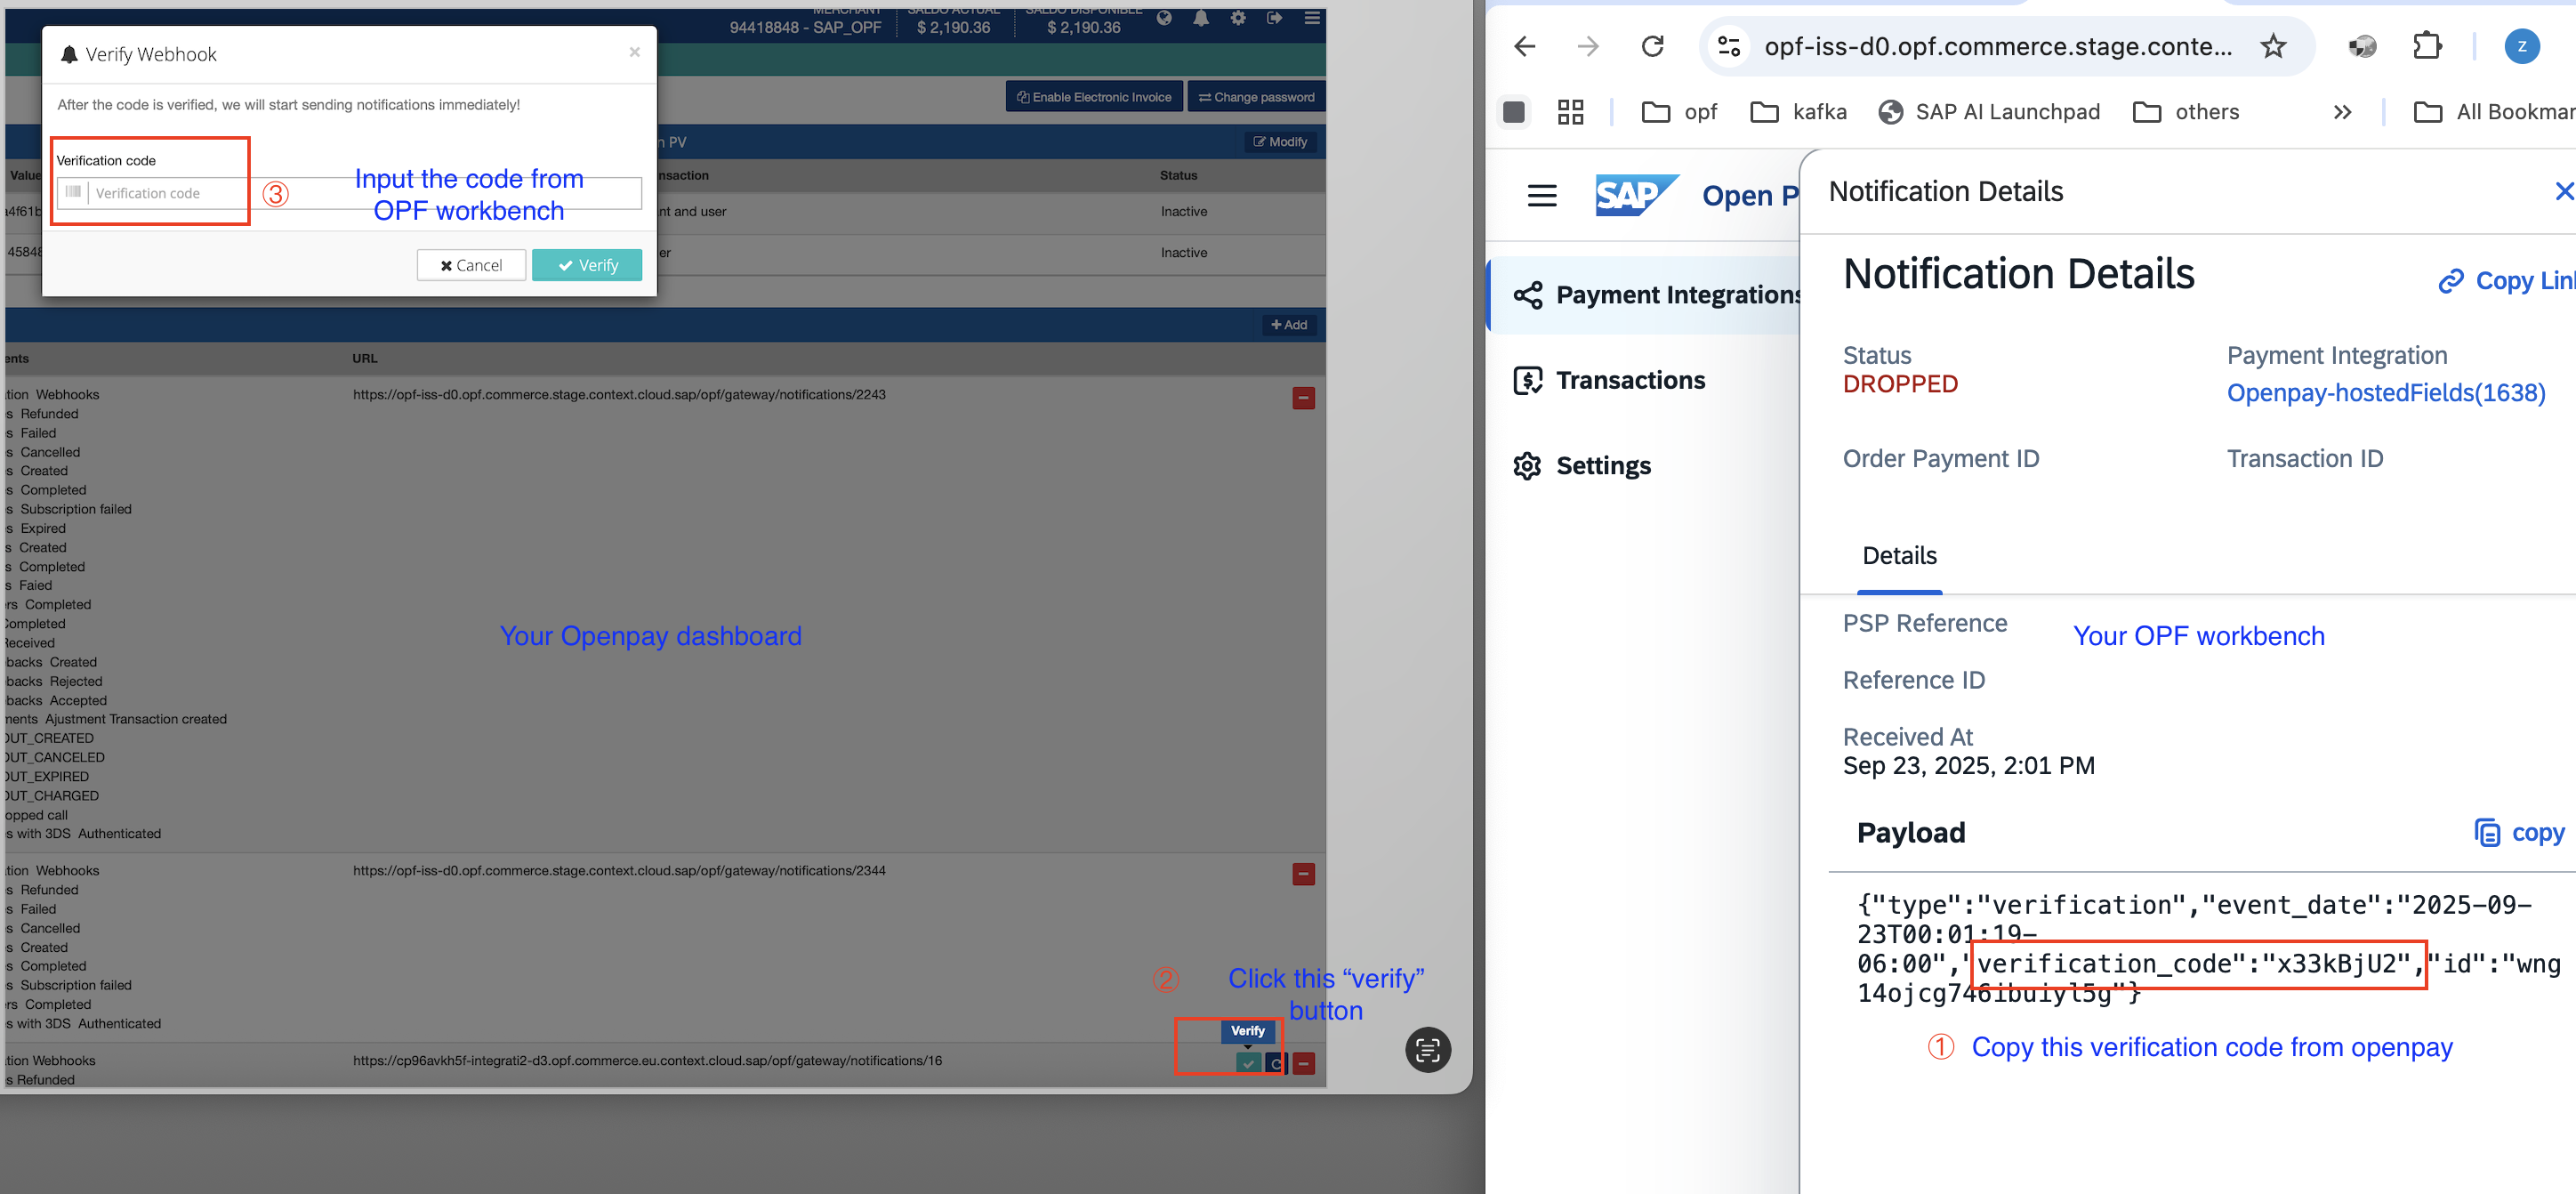 MERCHANT
94418848 - SAP_OPF
SALDO ACTUAL
$ 2,190.36
SALDO DISPONIBLE
$ 2,190.36
Verify Webhook
×
After the code is verified, we will start sending notifications immediately!
Verification code
Verification code
③
Input the code from
OPF workbench
Cancel
Verify
Enable Electronic Invoice
Change password
n PV
Modify
Value
nsaction
Status
a4f61b
nt and user
Inactive
45848
er
Inactive
Add
ents
URL
tion Webhooks
https://opf-iss-d0.opf.commerce.stage.context.cloud.sap/opf/gateway/notifications/2243
s Refunded
s Failed
s Cancelled
s Created
s Completed
s Subscription failed
s Expired
s Created
s Completed
s Faied
rs Completed
Completed
Received
backs Created
backs Rejected
backs Accepted
ments Ajustment Transaction created
OUT_CREATED
OUT_CANCELED
OUT_EXPIRED
OUT_CHARGED
opped call
s with 3DS Authenticated
Your Openpay dashboard
tion Webhooks
https://opf-iss-d0.opf.commerce.stage.context.cloud.sap/opf/gateway/notifications/2344
s Refunded
s Failed
s Cancelled
s Created
s Completed
s Subscription failed
rs Completed
s with 3DS Authenticated
②
Click this “verify”
button
Verify
tion Webhooks
https://cp96avkh5f-integrati2-d3.opf.commerce.eu.context.cloud.sap/opf/gateway/notifications/16
s Refunded
opf-iss-d0.opf.commerce.stage.conte...
z
opf
kafka
SAP AI Launchpad
others
»
All Bookmar
SAP
Open P
Payment Integrations
Transactions
Settings
Notification Details
Notification Details
Copy Lin
Status
DROPPED
Payment Integration
Openpay-hostedFields(1638)
Order Payment ID
Transaction ID
Details
PSP Reference
Your OPF workbench
Reference ID
Received At
Sep 23, 2025, 2:01 PM
Payload
copy
{"type":"verification","event_date":"2025-09-
23T00:01:19-
06:00","verification_code":"x33kBjU2","id":"wng
14ojcg746ibuiyl5g"}
① Copy this verification code from openpay